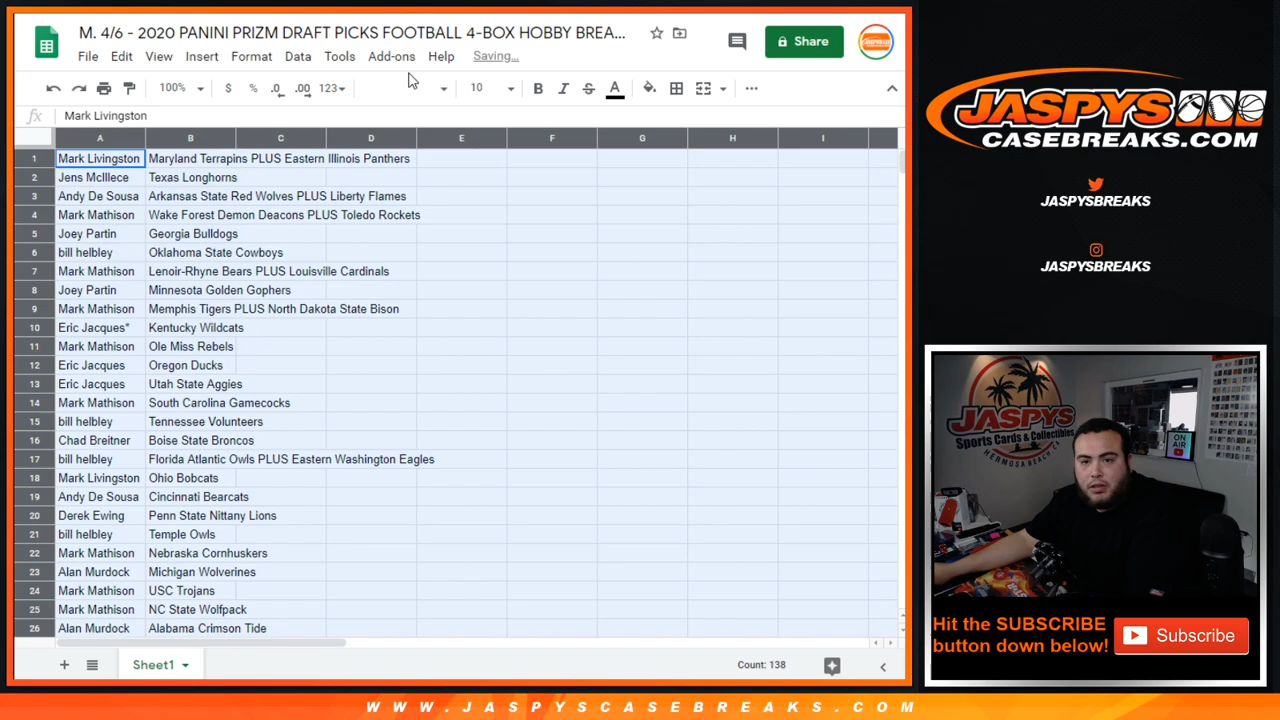 M. 4/6 - 2020 PANINI PRIZM DRAFT PICKS FOOTBALL 4-BOX HOBBY BREA...
File Edit View Insert Format Data Tools Add-ons Help Saving...
Share
100% $ % .0 .00 123 10 B I S A
fx Mark Livingston
A B C D E F G H I
1 Mark Livingston Maryland Terrapins PLUS Eastern Illinois Panthers
2 Jens McIllece Texas Longhorns
3 Andy De Sousa Arkansas State Red Wolves PLUS Liberty Flames
4 Mark Mathison Wake Forest Demon Deacons PLUS Toledo Rockets
5 Joey Partin Georgia Bulldogs
6 bill helbley Oklahoma State Cowboys
7 Mark Mathison Lenoir-Rhyne Bears PLUS Louisville Cardinals
8 Joey Partin Minnesota Golden Gophers
9 Mark Mathison Memphis Tigers PLUS North Dakota State Bison
10 Eric Jacques* Kentucky Wildcats
11 Mark Mathison Ole Miss Rebels
12 Eric Jacques Oregon Ducks
13 Eric Jacques Utah State Aggies
14 Mark Mathison South Carolina Gamecocks
15 bill helbley Tennessee Volunteers
16 Chad Breitner Boise State Broncos
17 bill helbley Florida Atlantic Owls PLUS Eastern Washington Eagles
18 Mark Livingston Ohio Bobcats
19 Andy De Sousa Cincinnati Bearcats
20 Derek Ewing Penn State Nittany Lions
21 bill helbley Temple Owls
22 Mark Mathison Nebraska Cornhuskers
23 Alan Murdock Michigan Wolverines
24 Mark Mathison USC Trojans
25 Mark Mathison NC State Wolfpack
26 Alan Murdock Alabama Crimson Tide
Sheet1
Count: 138
JASPYS
CASEBREAKS.COM
JASPYSBREAKS
JASPYSBREAKS
JASPYS
Sports Cards & Collectibles
HERMOSA BEACH, CA
ON
AIR
Hit the SUBSCRIBE
button down below!
Subscribe
WWW.JASPYSCASEBREAKS.COM